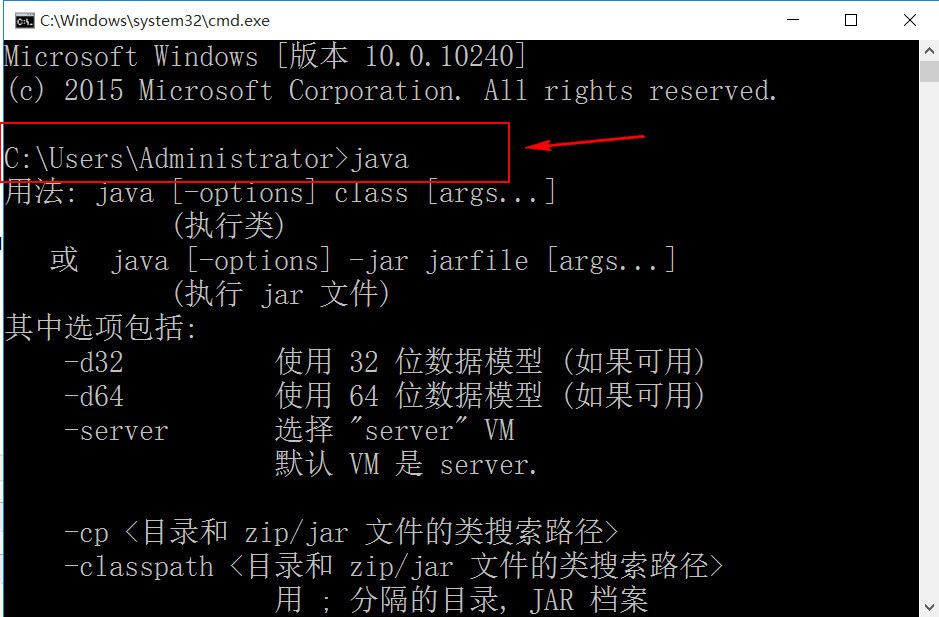 C:\Windows\system32\cmd.exe
Microsoft Windows [版本 10.0.10240]
(c) 2015 Microsoft Corporation. All rights reserved.
C:\Users\Administrator>java
用法: java [-options] class [args...]
(执行类)
或 java [-options] -jar jarfile [args...]
(执行 jar 文件)
其中选项包括:
-d32 使用 32 位数据模型 (如果可用)
-d64 使用 64 位数据模型 (如果可用)
-server 选择 "server" VM
默认 VM 是 server.
-cp <目录和 zip/jar 文件的类搜索路径>
-classpath <目录和 zip/jar 文件的类搜索路径>
用 ; 分隔的目录, JAR 档案